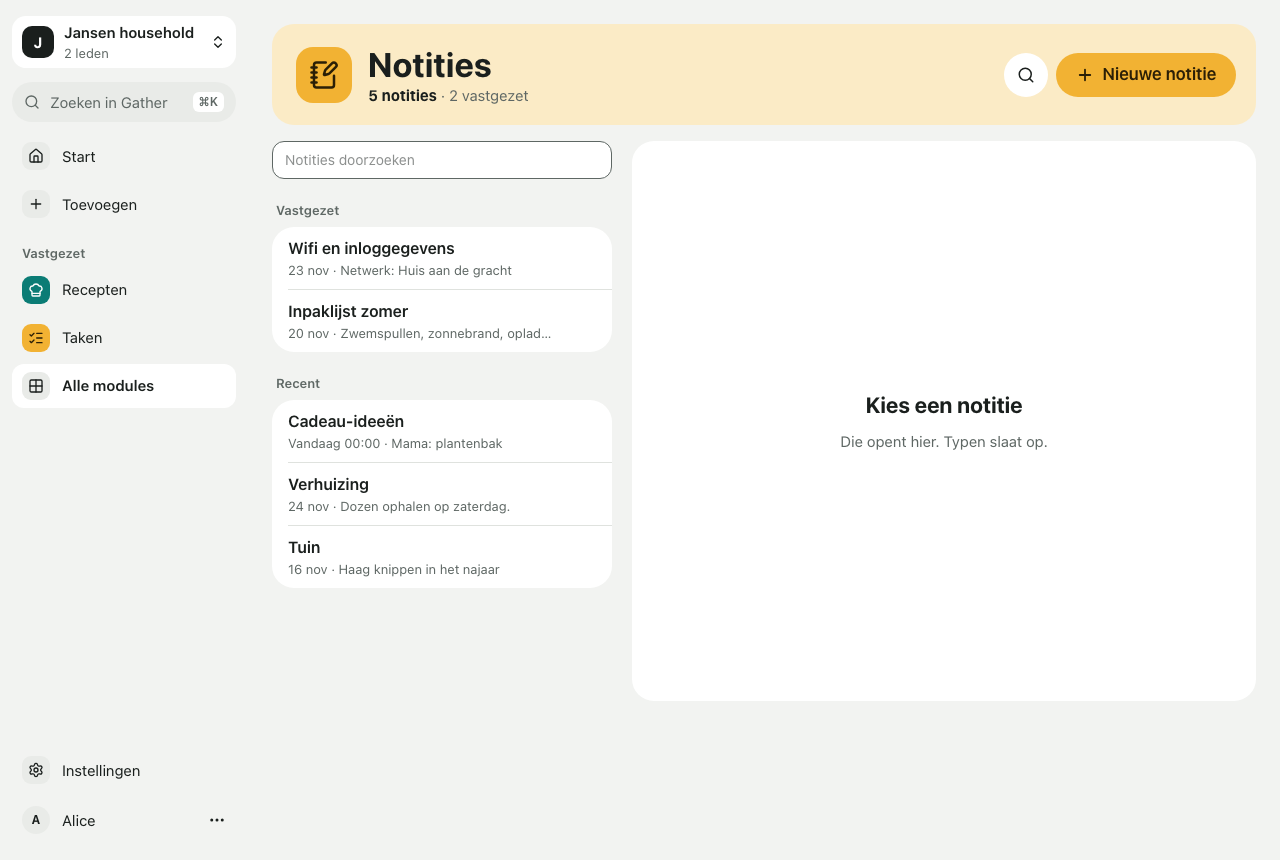 J
Jansen household
2 leden
Zoeken in Gather
⌘K
Start
Toevoegen
Vastgezet
Recepten
Taken
Alle modules
Instellingen
A
Alice
Notities
5 notities · 2 vastgezet
Nieuwe notitie
Notities doorzoeken
Vastgezet
Wifi en inloggegevens
23 nov · Netwerk: Huis aan de gracht
Inpaklijst zomer
20 nov · Zwemspullen, zonnebrand, oplad...
Recent
Cadeau-ideeën
Vandaag 00:00 · Mama: plantenbak
Verhuizing
24 nov · Dozen ophalen op zaterdag.
Tuin
16 nov · Haag knippen in het najaar
Kies een notitie
Die opent hier. Typen slaat op.